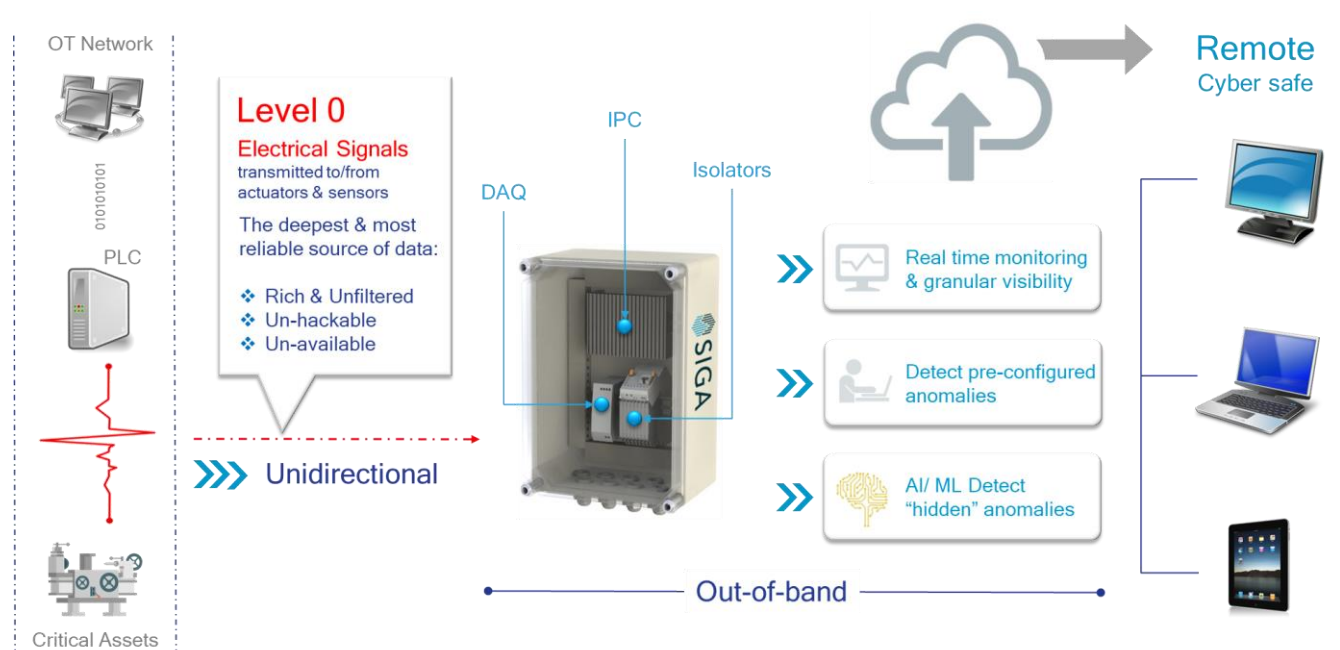 OT Network
0101010101
PLC
Critical Assets
Level 0
Electrical Signals
transmitted to/from
actuators & sensors
The deepest & most
reliable source of data:
❖ Rich & Unfiltered
❖ Un-hackable
❖ Un-available
Unidirectional
IPC
DAQ
Isolators
SIGA
Real time monitoring
& granular visibility
Detect pre-configured
anomalies
AI/ ML Detect
“hidden” anomalies
Out-of-band
Remote
Cyber safe